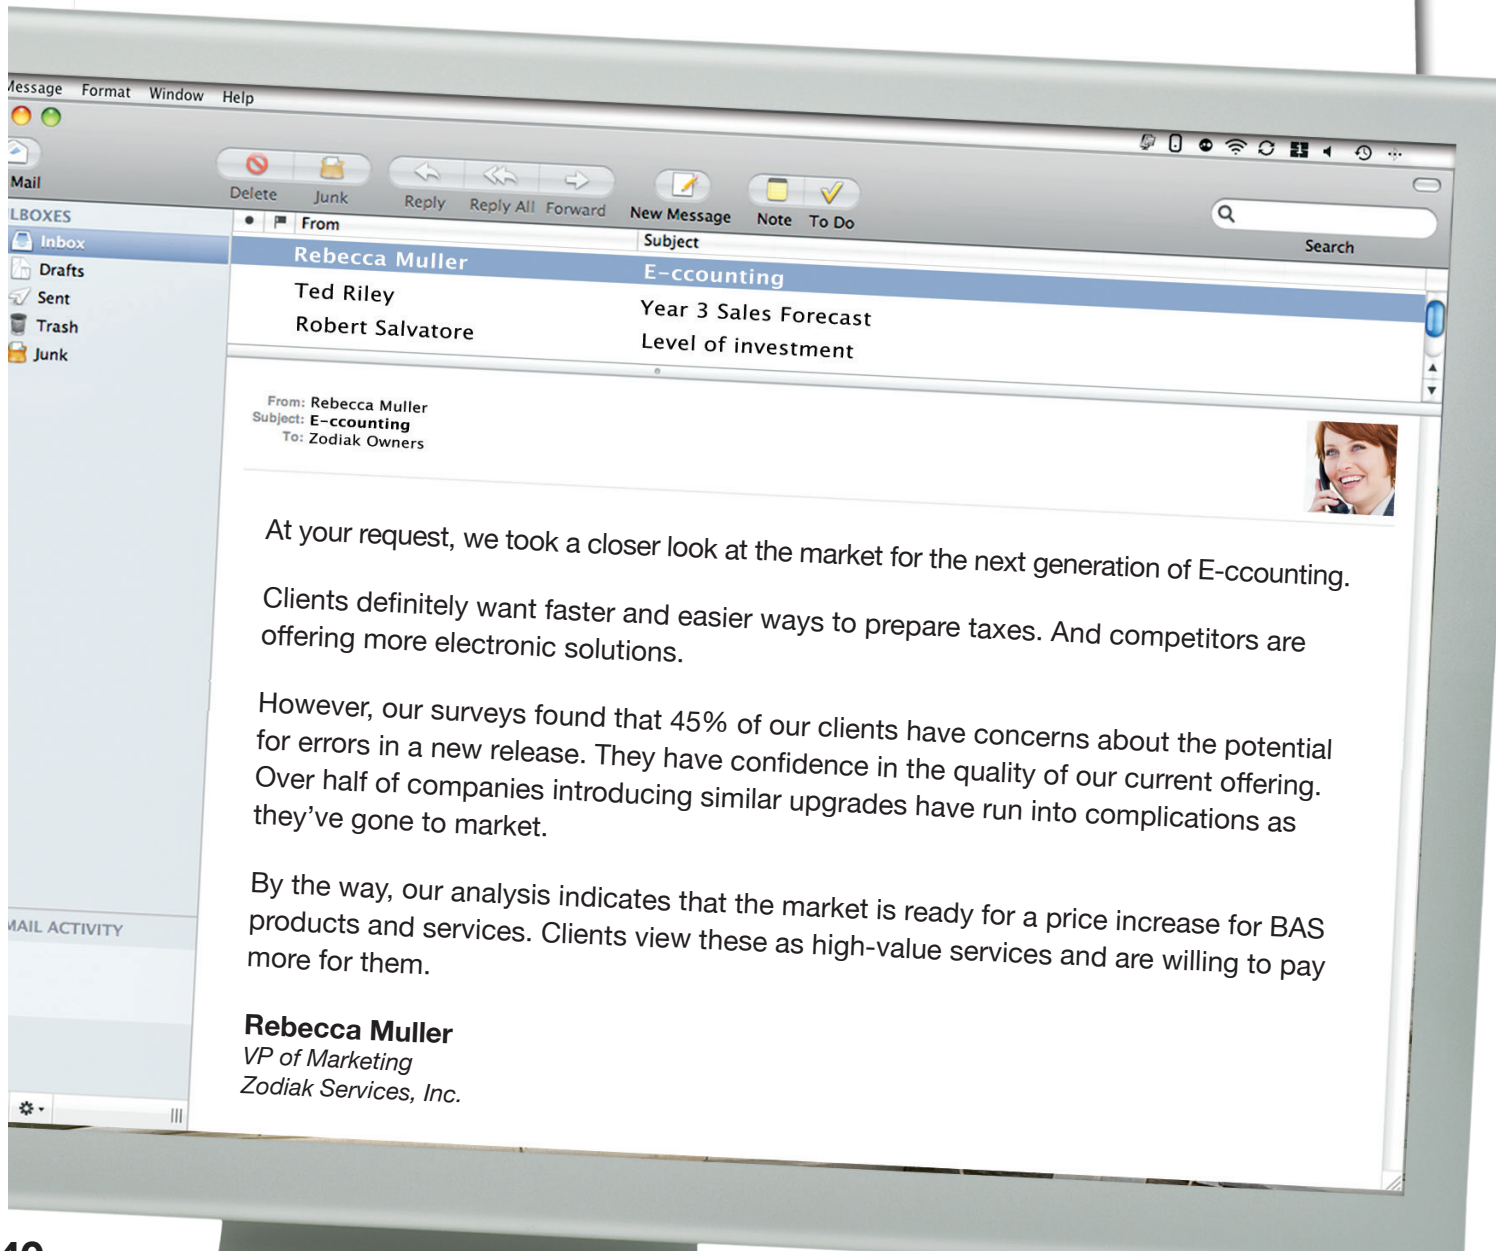 Message Format Window Help
Mail
Delete Junk Reply Reply All Forward New Message Note To Do
Search
LBOXES
Inbox
Drafts
Sent
Trash
Junk
From Subject
Rebecca Muller E-ccounting
Ted Riley Year 3 Sales Forecast
Robert Salvatore Level of investment
From: Rebecca Muller
Subject: E-ccounting
To: Zodiak Owners
At your request, we took a closer look at the market for the next generation of E-ccounting.
Clients definitely want faster and easier ways to prepare taxes. And competitors are
offering more electronic solutions.
However, our surveys found that 45% of our clients have concerns about the potential
for errors in a new release. They have confidence in the quality of our current offering.
Over half of companies introducing similar upgrades have run into complications as
they've gone to market.
By the way, our analysis indicates that the market is ready for a price increase for BAS
products and services. Clients view these as high-value services and are willing to pay
more for them.
Rebecca Muller
VP of Marketing
Zodiak Services, Inc.
MAIL ACTIVITY